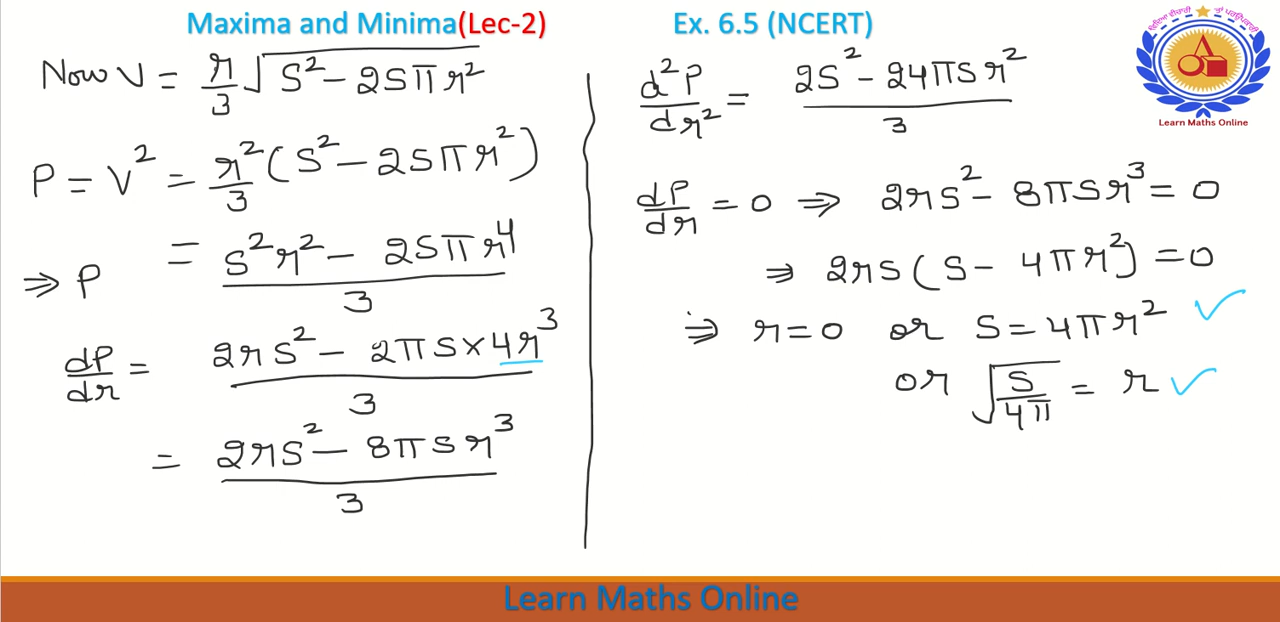 Maxima and Minima(Lec-2)
Ex. 6.5 (NCERT)
Now V = r/3 √(S² - 2Sπr²)
P = V² = r²/3 (S² - 2Sπr²)
⇒ P = (S²r² - 2Sπr⁴)/3
dP/dr = (2rS² - 2πS×4r³)/3
= (2rS² - 8πSr³)/3
d²P/dr² = (2S² - 24πSr²)/3
dP/dr = 0 ⇒ 2rS² - 8πSr³ = 0
⇒ 2rS(S - 4πr²) = 0
⇒ r=0 or S = 4πr²
or √(S/4π) = r
Learn Maths Online
Learn Maths Online